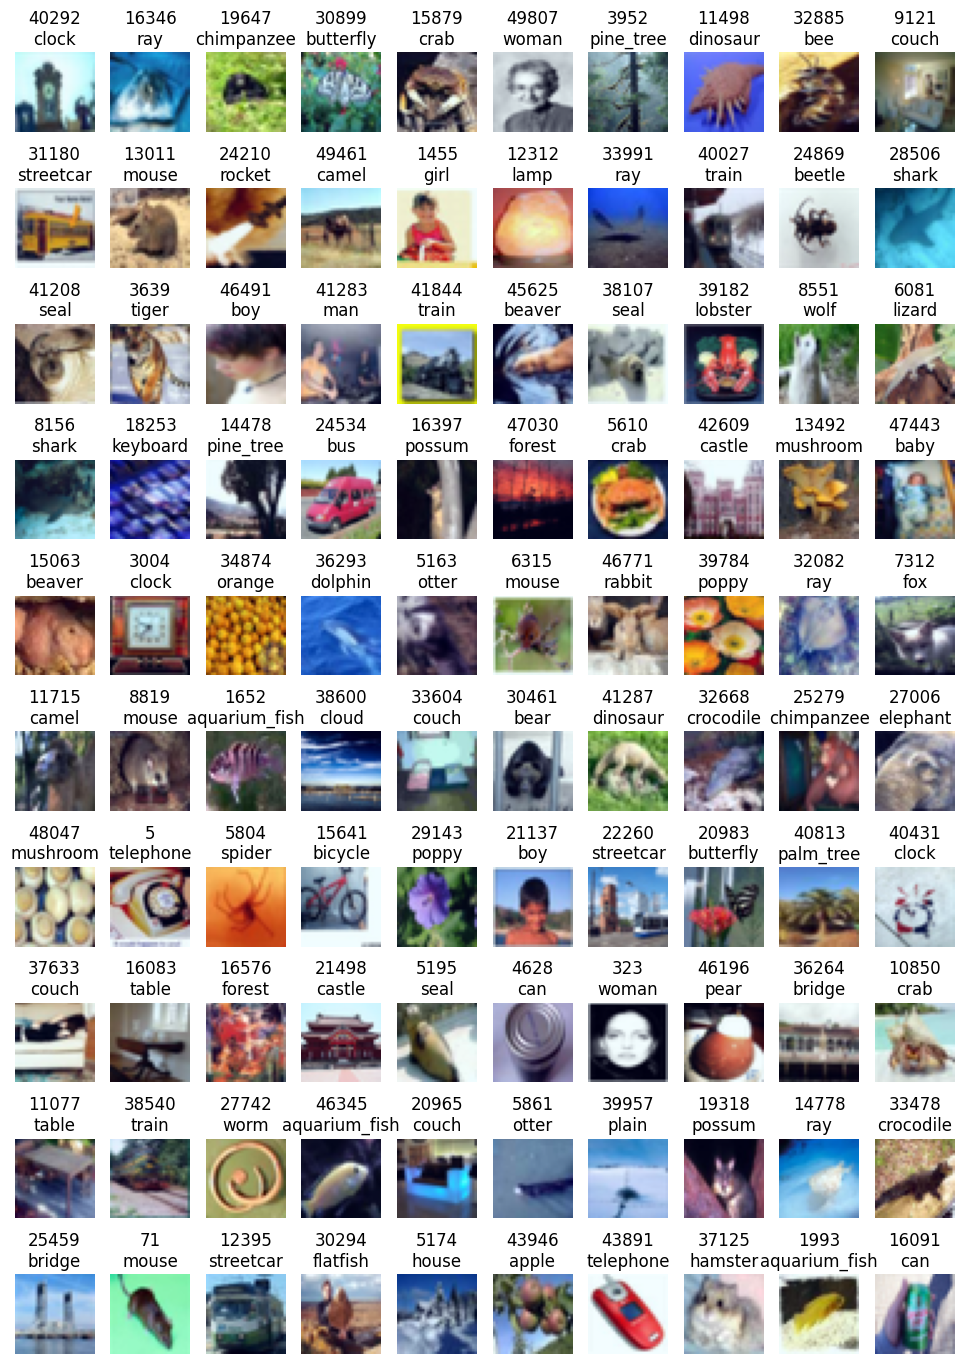 40292 16346 19647 30899 15879 49807 3952 11498 32885 9121
clock ray chimpanzee butterfly crab woman pine_tree dinosaur bee couch
31180 13011 24210 49461 1455 12312 33991 40027 24869 28506
streetcar mouse rocket camel girl lamp ray train beetle shark
41208 3639 46491 41283 41844 45625 38107 39182 8551 6081
seal tiger boy man train beaver seal lobster wolf lizard
8156 18253 14478 24534 16397 47030 5610 42609 13492 47443
shark keyboard pine_tree bus possum forest crab castle mushroom baby
15063 3004 34874 36293 5163 6315 46771 39784 32082 7312
beaver clock orange dolphin otter mouse rabbit poppy ray fox
11715 8819 1652 38600 33604 30461 41287 32668 25279 27006
camel mouse aquarium_fish cloud couch bear dinosaur crocodile chimpanzee elephant
48047 5 5804 15641 29143 21137 22260 20983 40813 40431
mushroom telephone spider bicycle poppy boy streetcar butterfly palm_tree clock
37633 16083 16576 21498 5195 4628 323 46196 36264 10850
couch table forest castle seal can woman pear bridge crab
11077 38540 27742 46345 20965 5861 39957 19318 14778 33478
table train worm aquarium_fish couch otter plain possum ray crocodile
25459 71 12395 30294 5174 43946 43891 37125 1993 16091
bridge mouse streetcar flatfish house apple telephone hamster aquarium_fish can